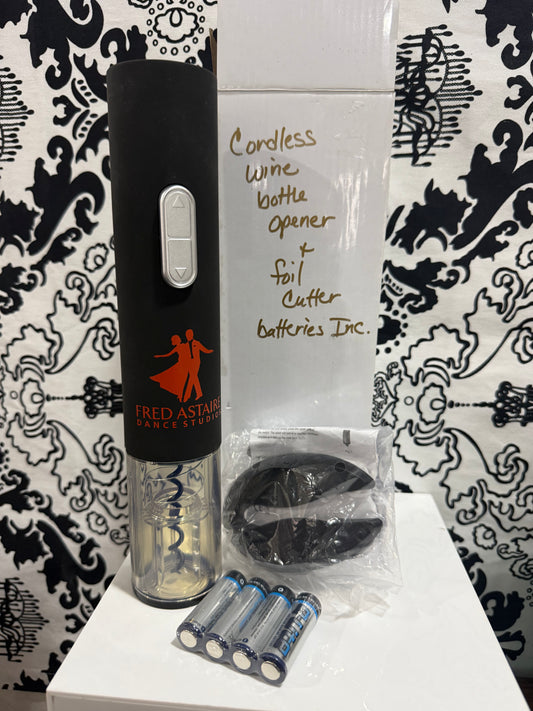 Cordless
wine
bottle
opener
+
foil
Cutter
batteries Inc.
FRED ASTAIRE
DANCE STUDIOS